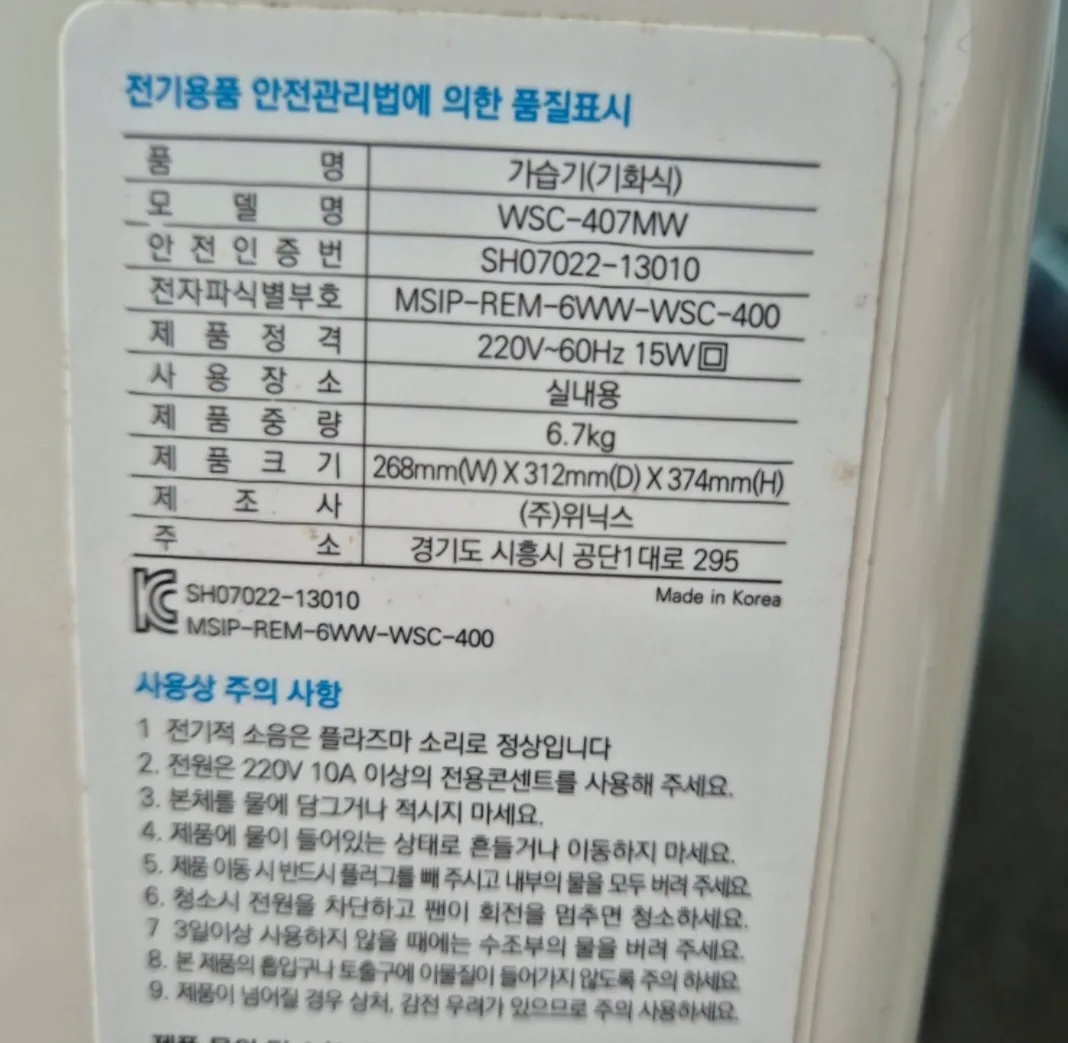 전기용품 안전관리법에 의한 품질표시
품 명 가습기(기화식)
모 델 명 WSC-407MW
안 전 인 증 번 SH07022-13010
전자파식별부호 MSIP-REM-6WW-WSC-400
제 품 정 격 220V~60Hz 15W
사 용 장 소 실내용
제 품 중 량 6.7kg
제 품 크 기 268mm(W) X 312mm(D) X 374mm(H)
제 조 사 (주)위닉스
주 소 경기도 시흥시 공단1대로 295
SH07022-13010 Made in Korea
MSIP-REM-6WW-WSC-400
사용상 주의 사항
1 전기적 소음은 플라즈마 소리로 정상입니다
2. 전원은 220V 10A 이상의 전용콘센트를 사용해 주세요.
3. 본체를 물에 담그거나 적시지 마세요.
4. 제품에 물이 들어있는 상태로 흔들거나 이동하지 마세요.
5. 제품 이동 시 반드시 플러그를 빼 주시고 내부의 물을 모두 버려 주세요.
6. 청소시 전원을 차단하고 팬이 회전을 멈추면 청소하세요.
7 3일이상 사용하지 않을 때에는 수조부의 물을 버려 주세요.
8. 본 제품의 흡입구나 토출구에 이물질이 들어가지 않도록 주의 하세요.
9. 제품이 넘어질 경우 상처, 감전 우려가 있으므로 주의 사용하세요.